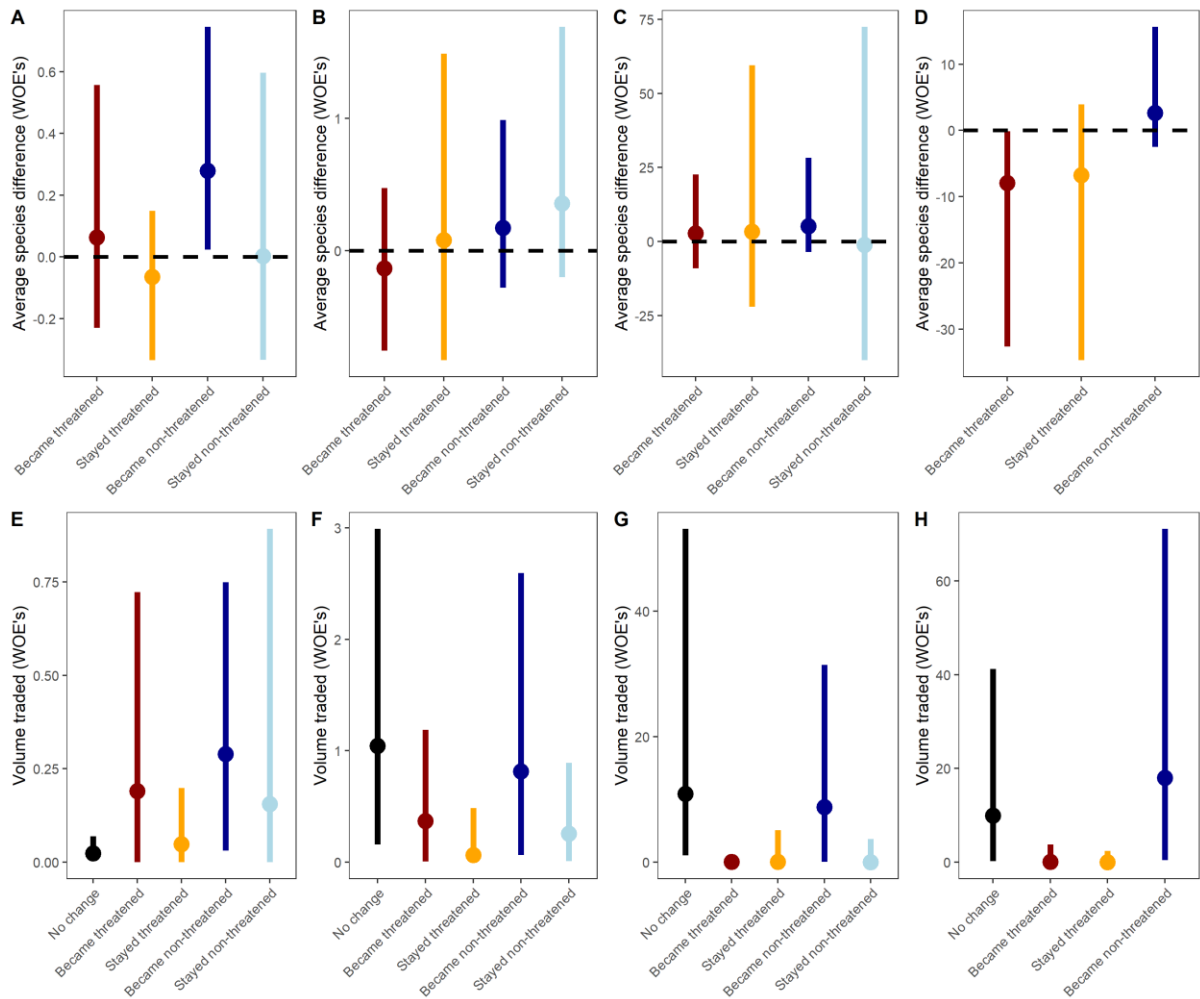 A
Average species difference (WOE's)
0.6
0.4
0.2
0.0
-0.2
Became threatened
Stayed threatened
Became non-threatened
Stayed non-threatened
B
Average species difference (WOE's)
1
0
Became threatened
Stayed threatened
Became non-threatened
Stayed non-threatened
C
Average species difference (WOE's)
75
50
25
0
-25
Became threatened
Stayed threatened
Became non-threatened
Stayed non-threatened
D
Average species difference (WOE's)
10
0
-10
-20
-30
Became threatened
Stayed threatened
Became non-threatened
E
Volume traded (WOE's)
0.75
0.50
0.25
0.00
No change
Became threatened
Stayed threatened
Became non-threatened
Stayed non-threatened
F
Volume traded (WOE's)
3
2
1
0
No change
Became threatened
Stayed threatened
Became non-threatened
Stayed non-threatened
G
Volume traded (WOE's)
40
20
0
No change
Became threatened
Stayed threatened
Became non-threatened
Stayed non-threatened
H
Volume traded (WOE's)
60
40
20
0
No change
Became threatened
Stayed threatened
Became non-threatened